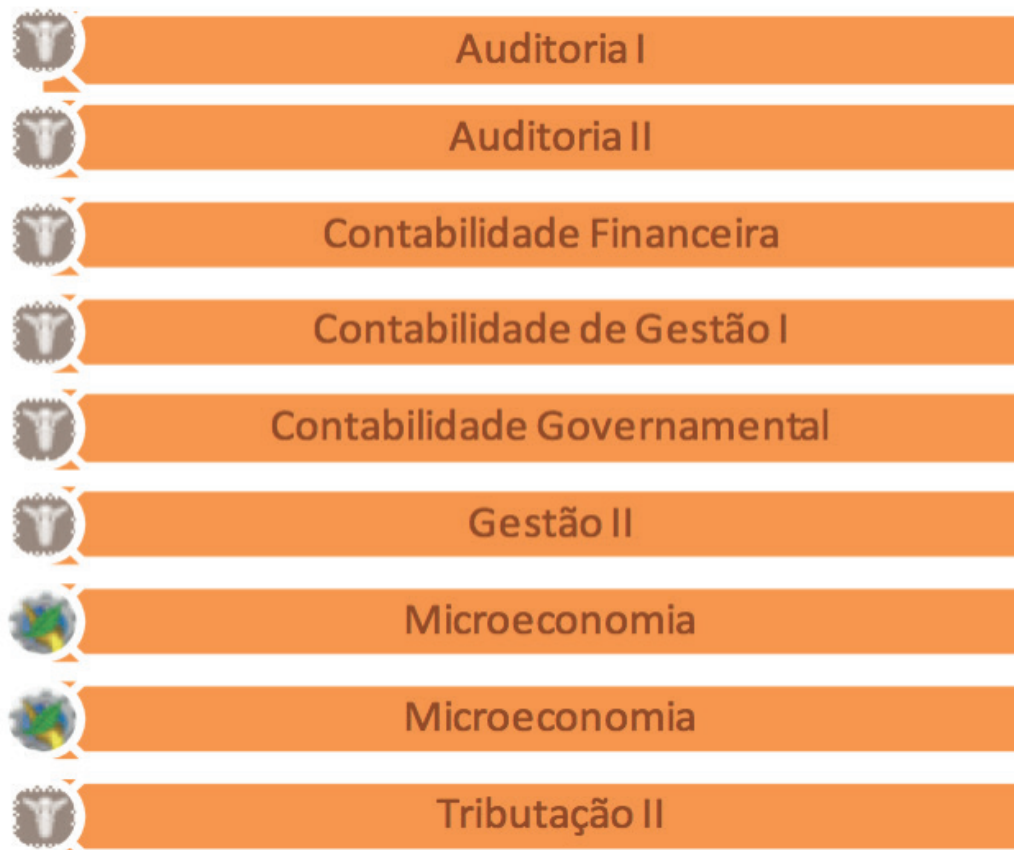 Auditoria I
Auditoria II
Contabilidade Financeira
Contabilidade de Gestão I
Contabilidade Governamental
Gestão II
Microeconomia
Microeconomia
Tributação II